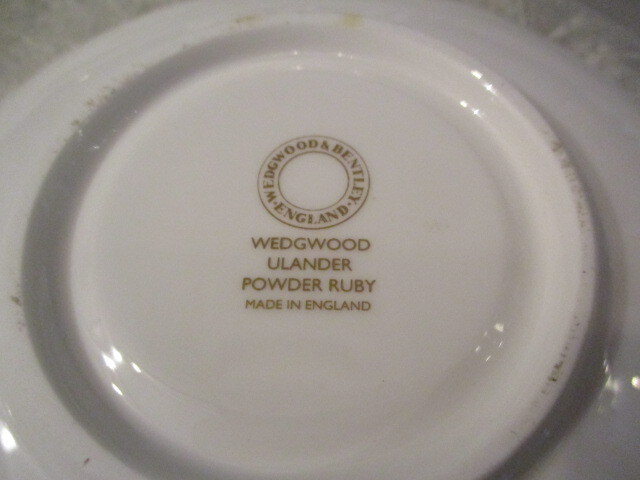 WEDGWOOD & BENTLEY
· ENGLAND ·
WEDGWOOD
ULANDER
POWDER RUBY
MADE IN ENGLAND